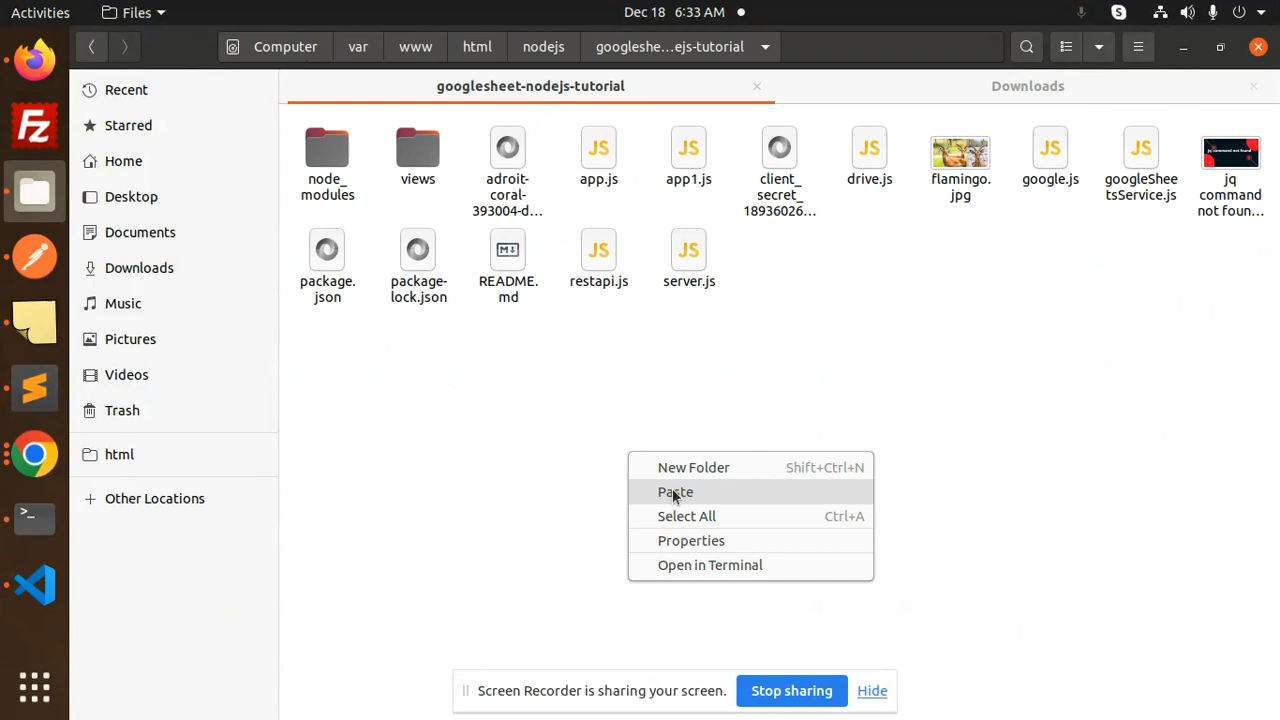 Activities
Files
Dec 18 6:33 AM
Computer
var
www
html
nodejs
googleshe…ejs-tutorial
googlesheet-nodejs-tutorial
Downloads
Recent
Starred
Home
Desktop
Documents
Downloads
Music
Pictures
Videos
Trash
html
Other Locations
node_
modules
views
adroit-
coral-
393004-d…
app.js
app1.js
client_
secret_
18936026…
drive.js
flamingo.
jpg
google.js
googleShee
tsService.js
jq
command
not foun…
package.
json
package-
lock.json
README.
md
restapi.js
server.js
New Folder Shift+Ctrl+N
Paste
Select All Ctrl+A
Properties
Open in Terminal
Screen Recorder is sharing your screen.
Stop sharing
Hide